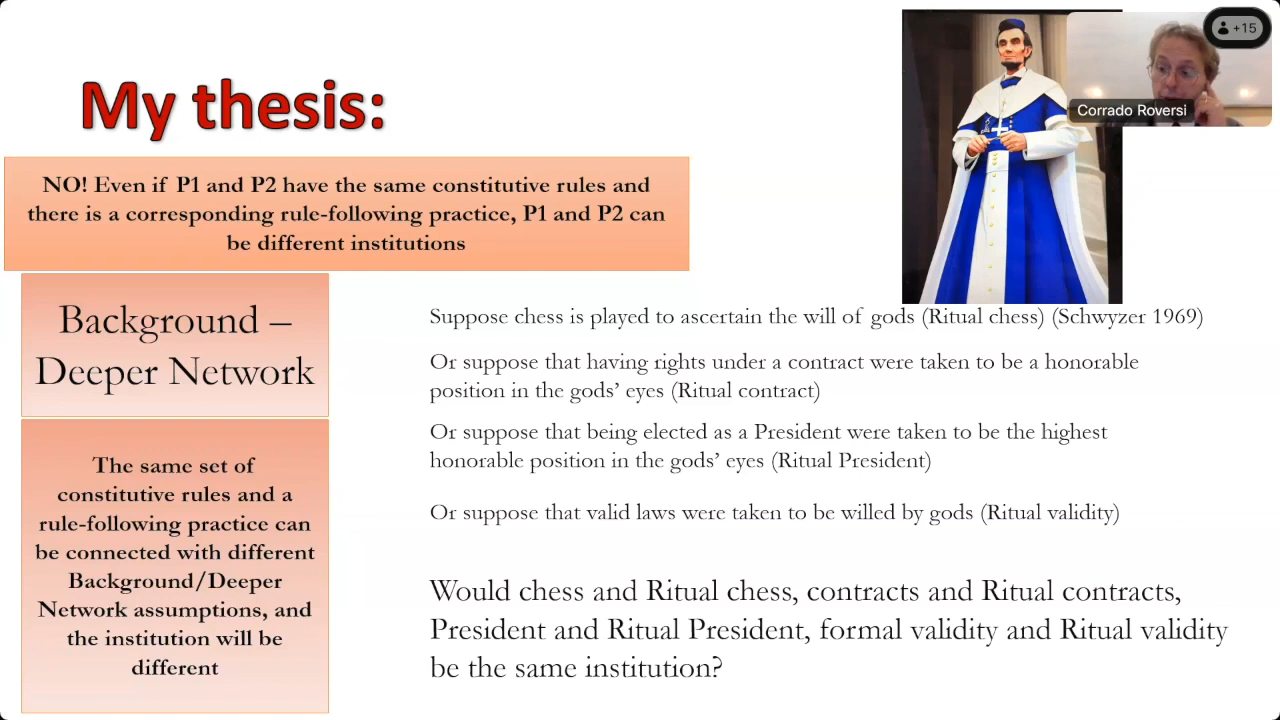 My thesis:
+15
Corrado Roversi
NO! Even if P1 and P2 have the same constitutive rules and
there is a corresponding rule-following practice, P1 and P2 can
be different institutions
Background –
Deeper Network
The same set of
constitutive rules and a
rule-following practice can
be connected with different
Background/Deeper
Network assumptions, and
the institution will be
different
Suppose chess is played to ascertain the will of gods (Ritual chess) (Schwyzer 1969)
Or suppose that having rights under a contract were taken to be a honorable
position in the gods’ eyes (Ritual contract)
Or suppose that being elected as a President were taken to be the highest
honorable position in the gods’ eyes (Ritual President)
Or suppose that valid laws were taken to be willed by gods (Ritual validity)
Would chess and Ritual chess, contracts and Ritual contracts,
President and Ritual President, formal validity and Ritual validity
be the same institution?